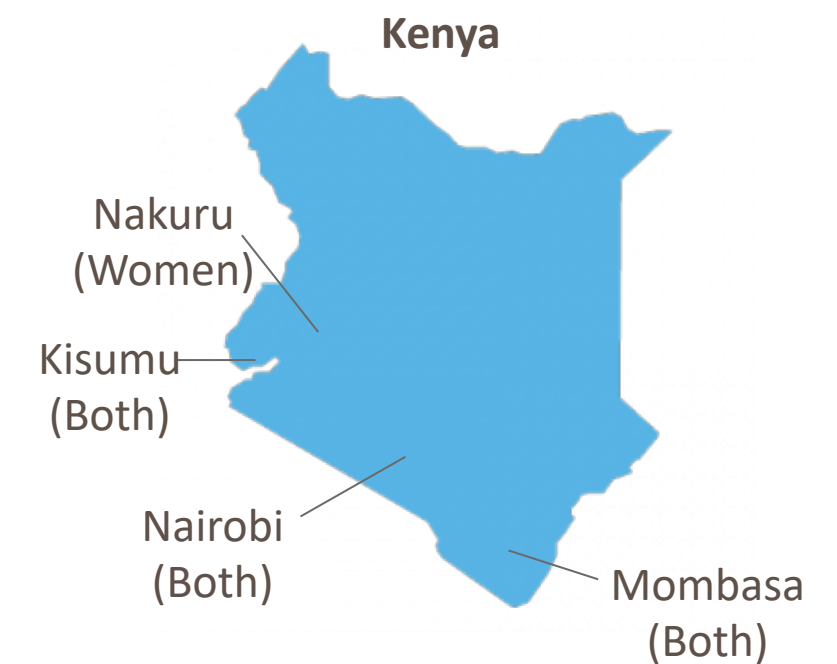 Kenya
Nakuru
(Women)
Kisumu
(Both)
Nairobi
(Both)
Mombasa
(Both)